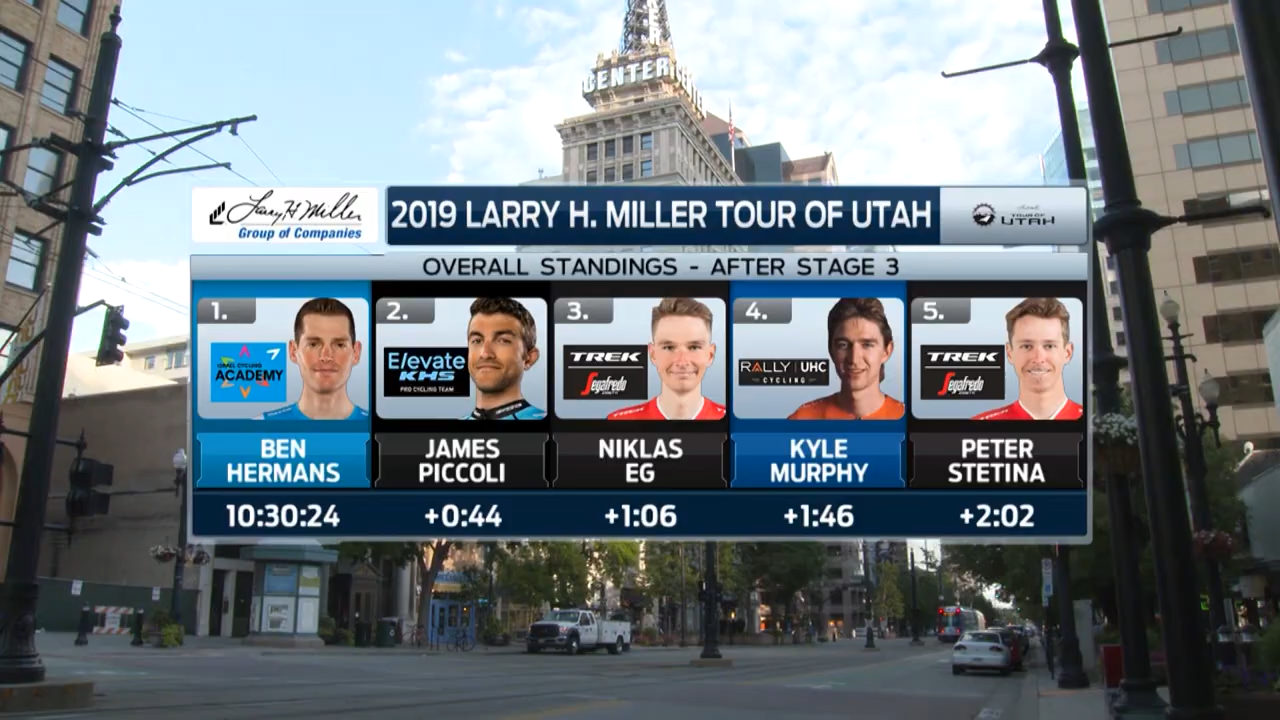 CENTER
Larry H. Miller
Group of Companies
2019 LARRY H. MILLER TOUR OF UTAH
TOUR OF
UTAH
OVERALL STANDINGS - AFTER STAGE 3
1.
2.
3.
4.
5.
ISRAEL CYCLING
ACADEMY
Elevate
KHS
PRO CYCLING TEAM
TREK
Segafredo
RALLY | UHC
CYCLING
TREK
Segafredo
BEN
HERMANS
JAMES
PICCOLI
NIKLAS
EG
KYLE
MURPHY
PETER
STETINA
10:30:24
+0:44
+1:06
+1:46
+2:02